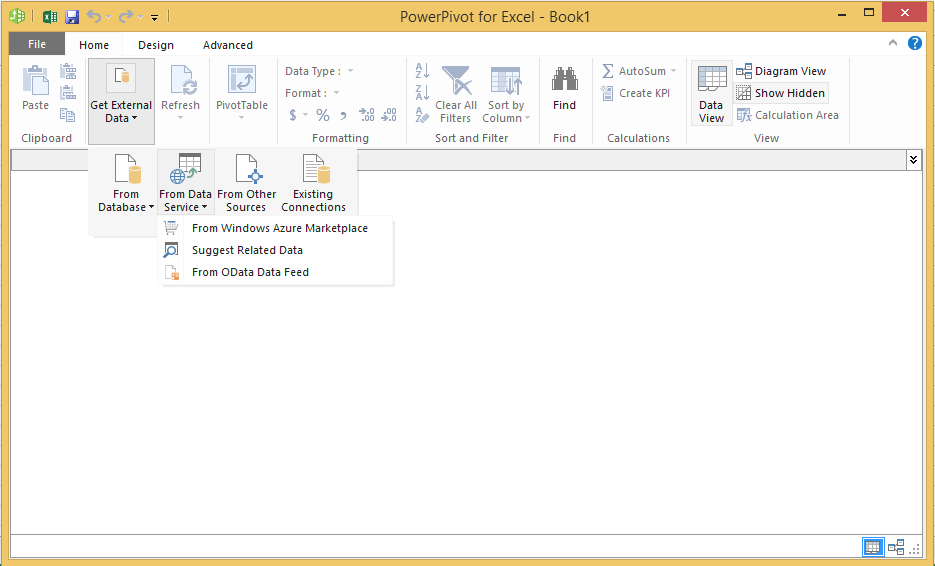 PowerPivot for Excel - Book1
File Home Design Advanced
Paste
Clipboard
Get External
Data
Refresh
PivotTable
Data Type :
Format :
$ % ,
.00
.00
Formatting
Clear All
Filters
Sort by
Column
Sort and Filter
Find
Find
AutoSum
Create KPI
Calculations
Data
View
Diagram View
Show Hidden
Calculation Area
View
From
Database
From Data
Service
From Other
Sources
Existing
Connections
From Windows Azure Marketplace
Suggest Related Data
From OData Data Feed